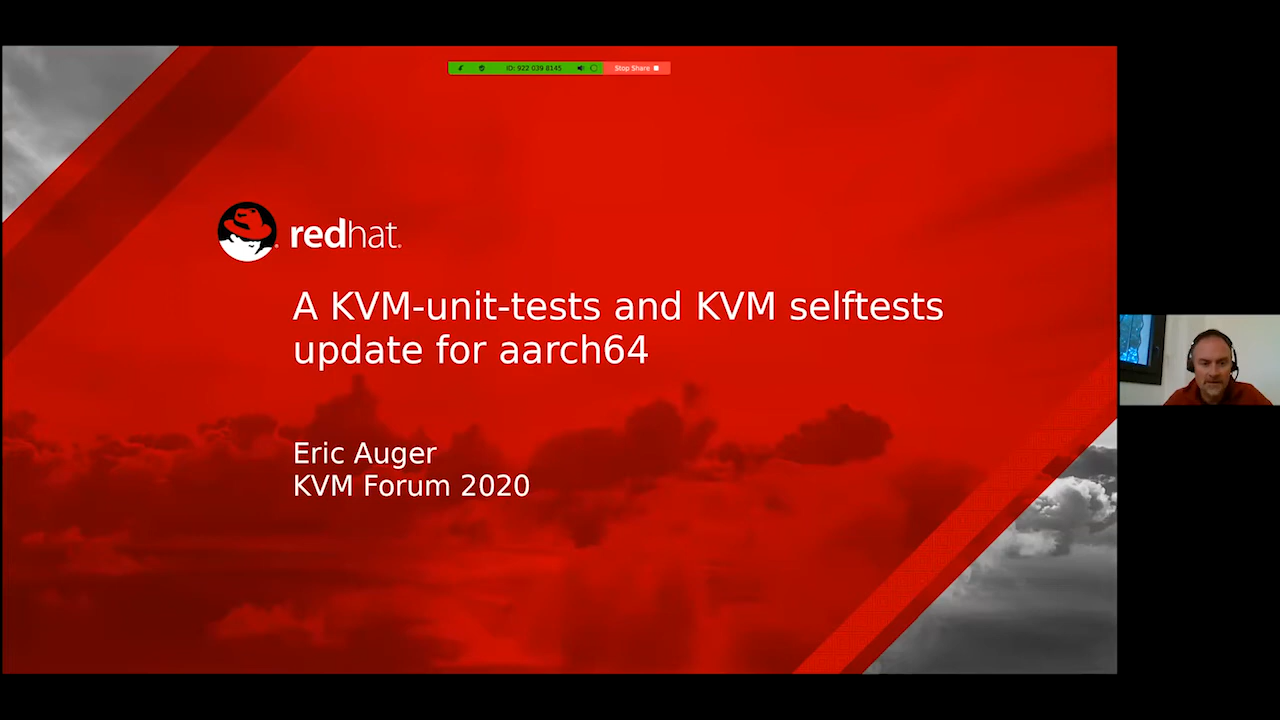 ID: 922 039 8145
Stop Share
redhat.
A KVM-unit-tests and KVM selftests
update for aarch64
Eric Auger
KVM Forum 2020